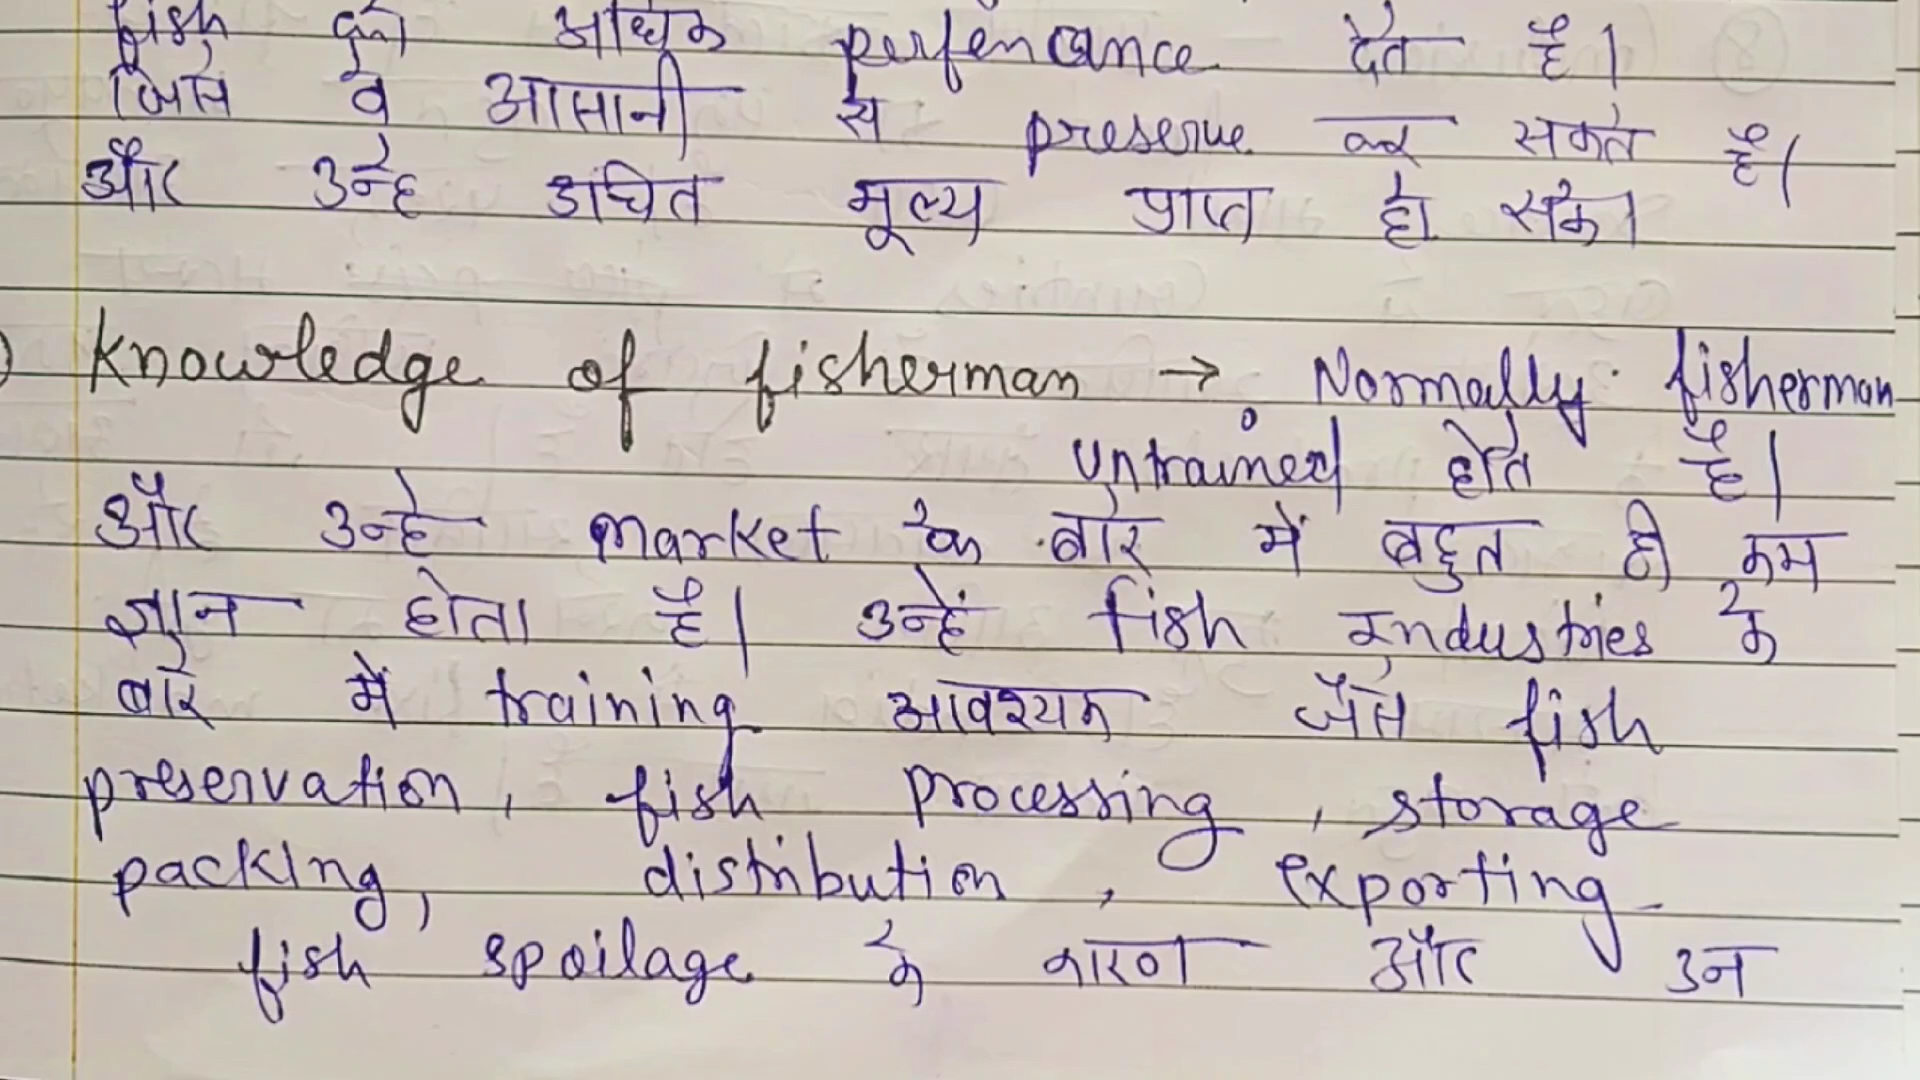 fish को अधिक perfenance देते है।
जिसे वे आसानी से preserve कर सकते है।
और उन्हे उचित मूल्य प्राप्त हो सके।
Knowledge of fisherman → Normally fisherman
untrained होते है।
और उन्हे market के बारे में बहुत ही कम
ज्ञान होता है। उन्हें fish Industries के
बारे में training आवश्यक जैसे fish
preservation, fish processing, storage
packing, distribution, exporting
fish spoilage के कारण और उन